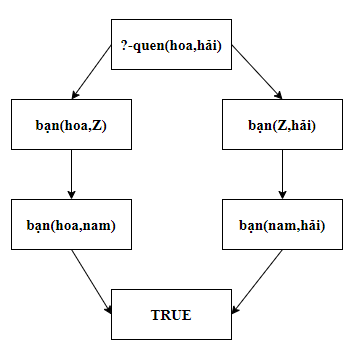 ?-quen(hoa,hải)
bạn(hoa,Z)
bạn(Z,hải)
bạn(hoa,nam)
bạn(nam,hải)
TRUE